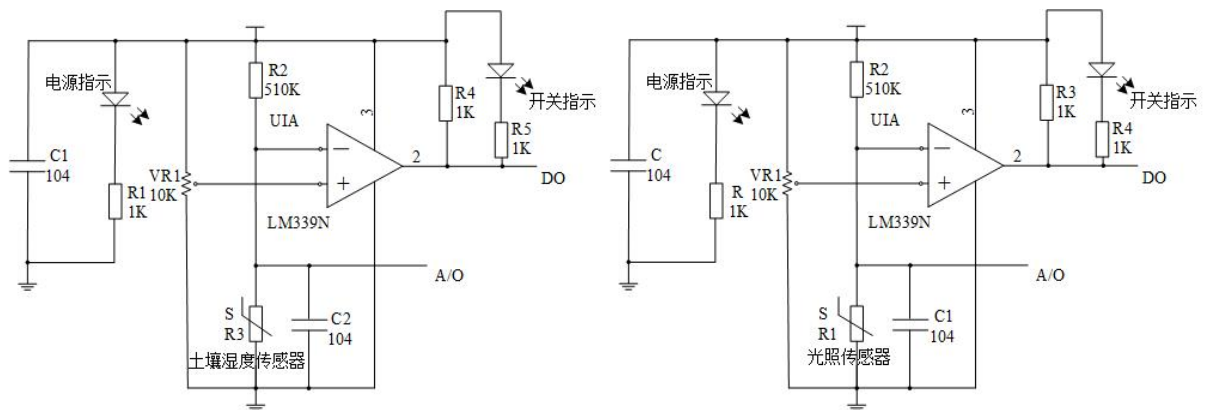 电源指示
C1
104
R1
1K
VR1
10K
R2
510K
UIA
3
2
LM339N
R4
1K
开关指示
R5
1K
DO
A/O
S
R3
土壤湿度传感器
C2
104
电源指示
C
104
R
1K
VR1
10K
R2
510K
UIA
3
2
LM339N
R3
1K
开关指示
R4
1K
DO
A/O
S
R1
光照传感器
C1
104